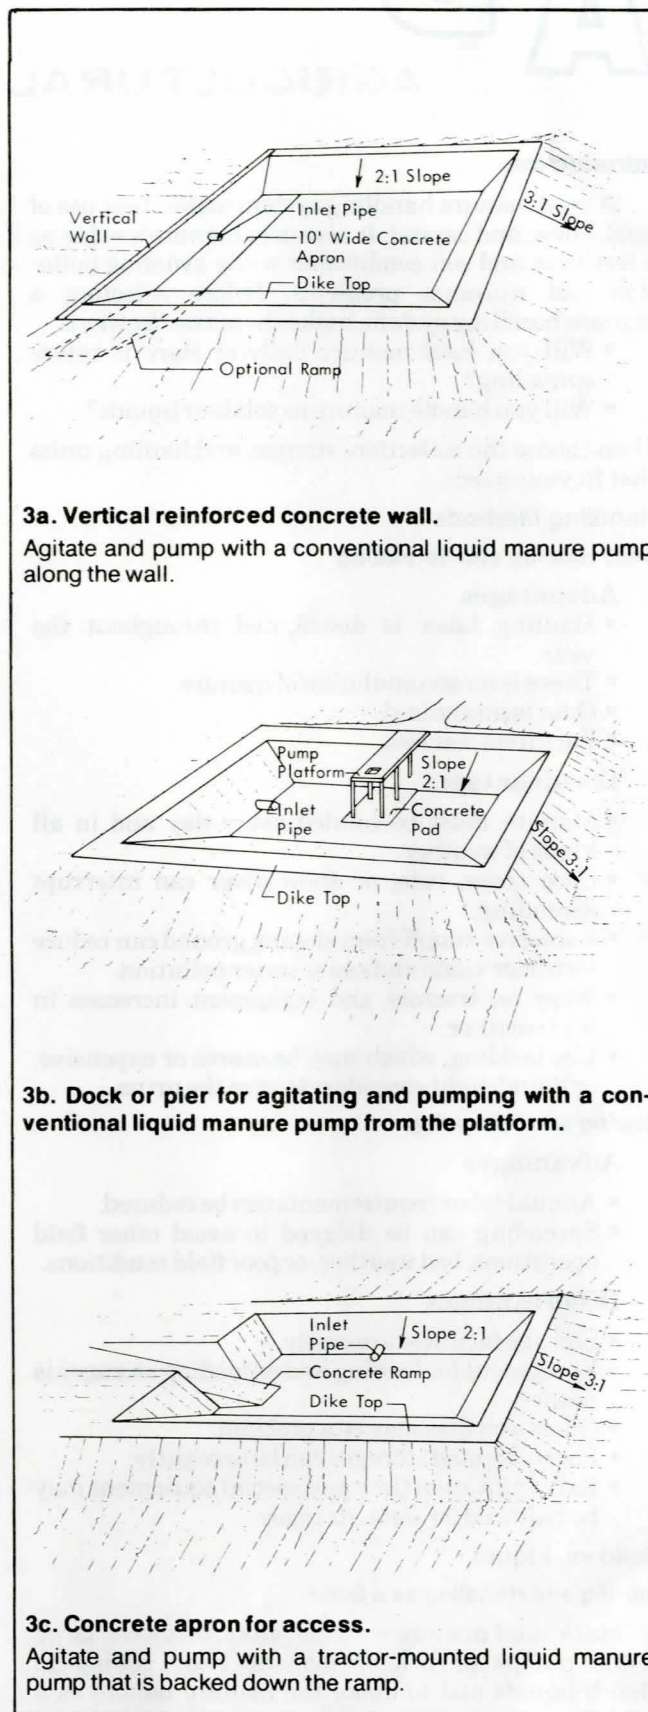 2:1 Slope
3:1 Slope
Vertical
Wall
Inlet Pipe
10' Wide Concrete
Apron
Dike Top
Optional Ramp
3a. Vertical reinforced concrete wall.
Agitate and pump with a conventional liquid manure pump
along the wall.
Pump
Platform
Slope
2:1
Inlet
Pipe
Concrete
Pad
Slope 3:1
Dike Top
3b. Dock or pier for agitating and pumping with a con-
ventional liquid manure pump from the platform.
Inlet
Pipe
Slope 2:1
Concrete Ramp
Slope 3:1
Dike Top
3c. Concrete apron for access.
Agitate and pump with a tractor-mounted liquid manure
pump that is backed down the ramp.